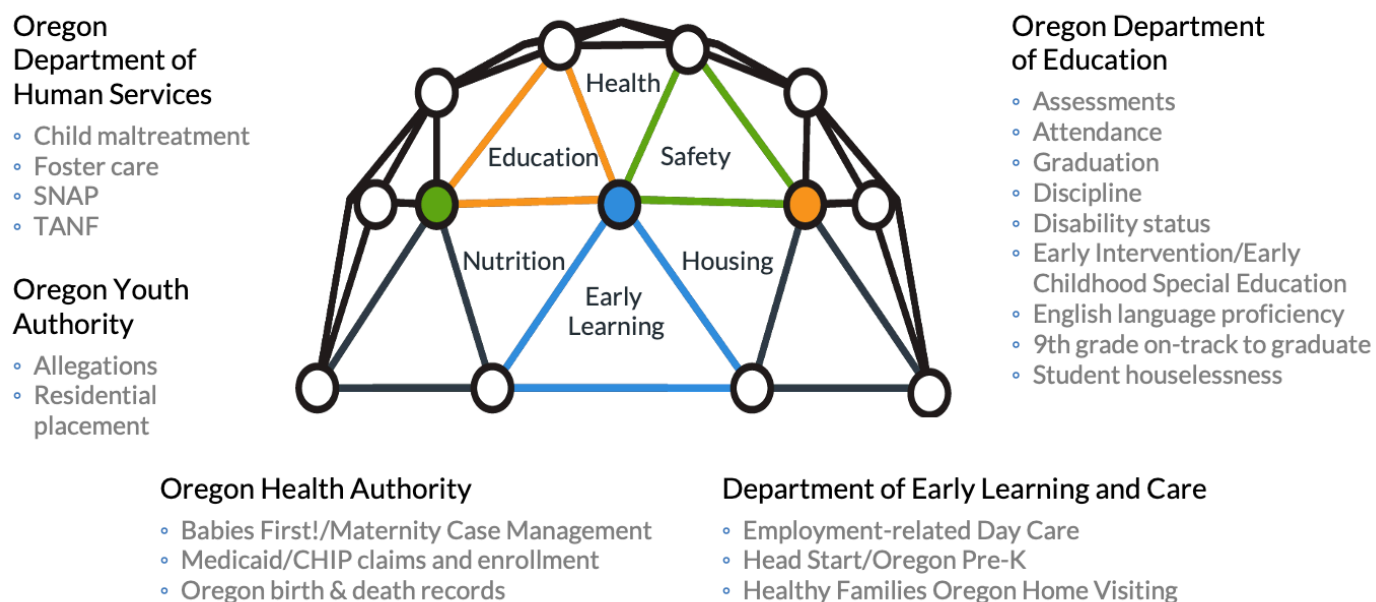 Oregon
Department of
Human Services
Child maltreatment
Foster care
SNAP
TANF
Oregon Youth
Authority
Allegations
Residential
placement
Health
Education
Safety
Nutrition
Housing
Early
Learning
Oregon Department
of Education
Assessments
Attendance
Graduation
Discipline
Disability status
Early Intervention/Early
Childhood Special Education
English language proficiency
9th grade on-track to graduate
Student houselessness
Oregon Health Authority
Babies First!/Maternity Case Management
Medicaid/CHIP claims and enrollment
Oregon birth & death records
Department of Early Learning and Care
Employment-related Day Care
Head Start/Oregon Pre-K
Healthy Families Oregon Home Visiting